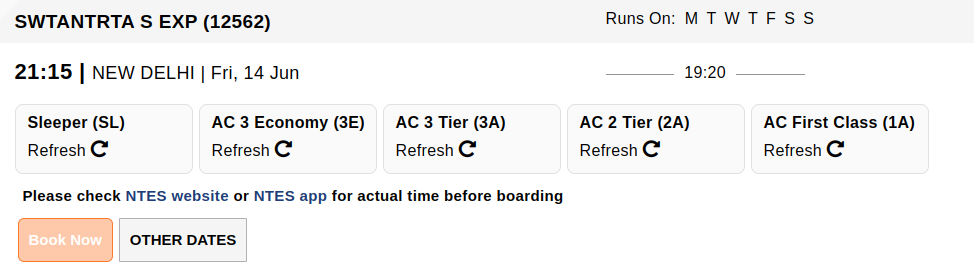 SWTANTRTA S EXP (12562)
Runs On: M T W T F S S
21:15 | NEW DELHI | Fri, 14 Jun
19:20
Sleeper (SL)
Refresh
AC 3 Economy (3E)
Refresh
AC 3 Tier (3A)
Refresh
AC 2 Tier (2A)
Refresh
AC First Class (1A)
Refresh
Please check NTES website or NTES app for actual time before boarding
Book Now
OTHER DATES